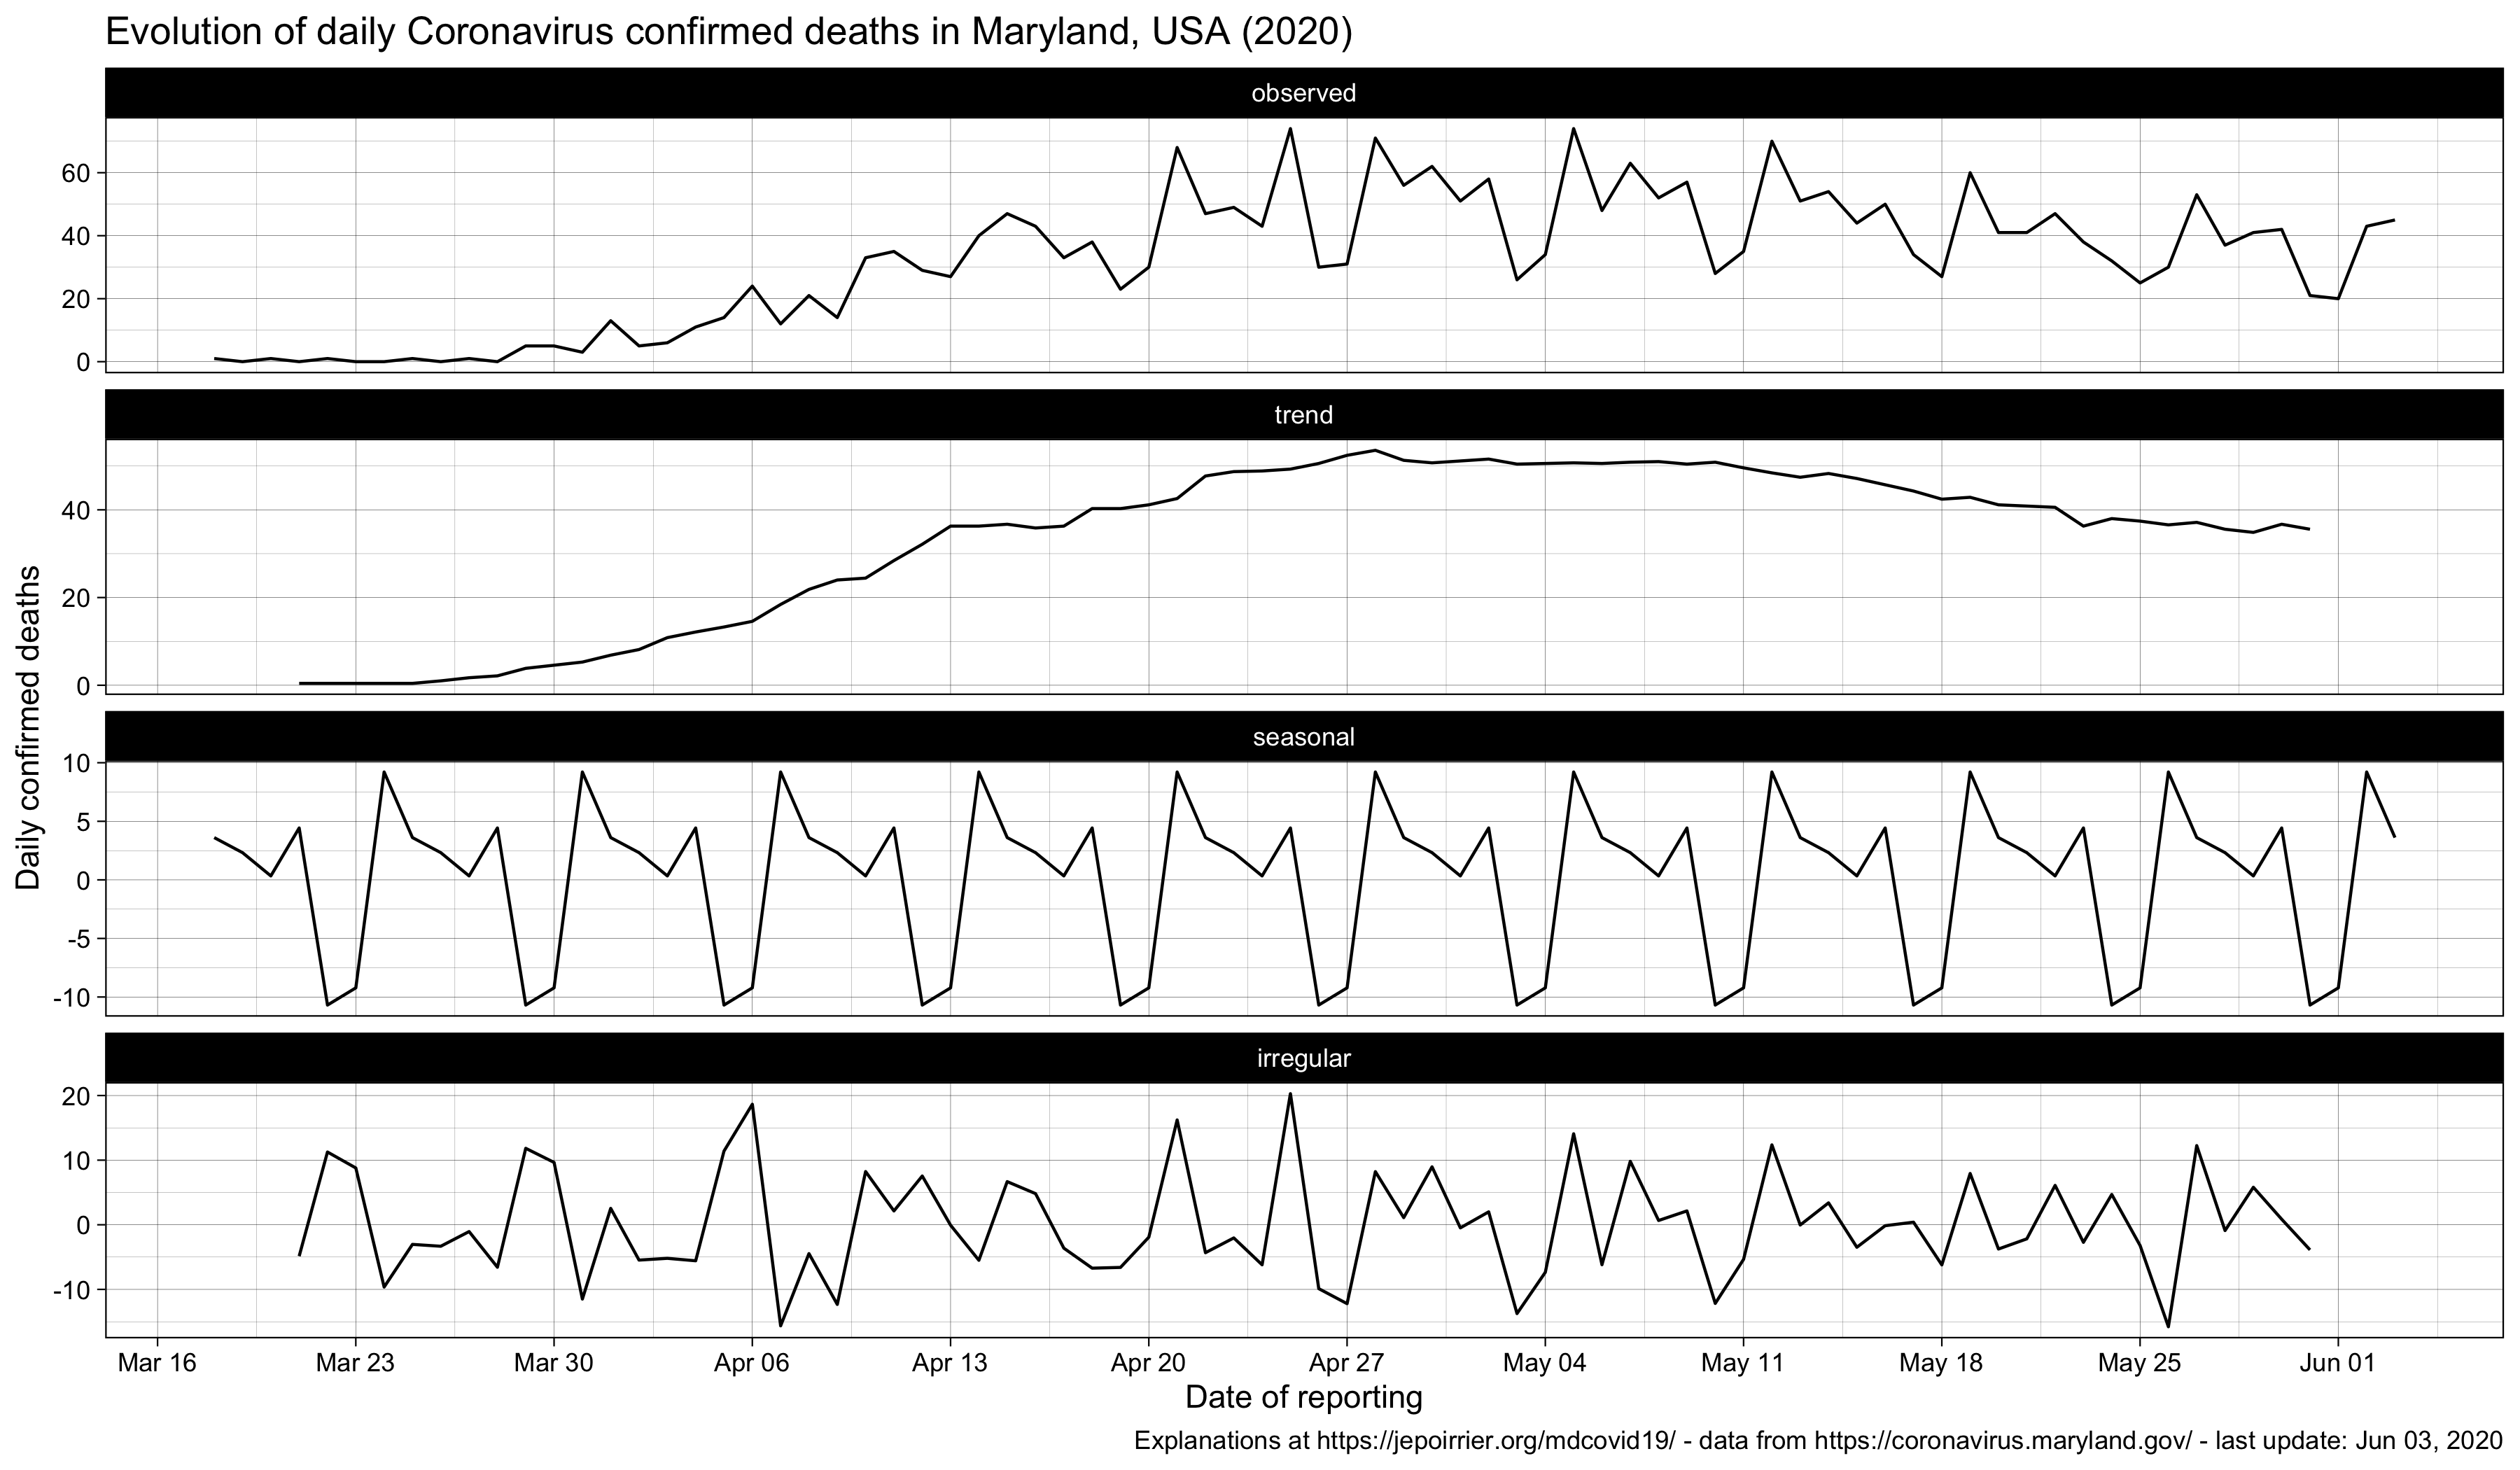 Evolution of daily Coronavirus confirmed deaths in Maryland, USA (2020)
Daily confirmed deaths
observed
60
40
20
0
trend
40
20
0
seasonal
10
5
0
-5
-10
irregular
20
10
0
-10
Mar 16 Mar 23 Mar 30 Apr 06 Apr 13 Apr 20 Apr 27 May 04 May 11 May 18 May 25 Jun 01
Date of reporting
Explanations at https://jepoirrier.org/mdcovid19/ - data from https://coronavirus.maryland.gov/ - last update: Jun 03, 2020